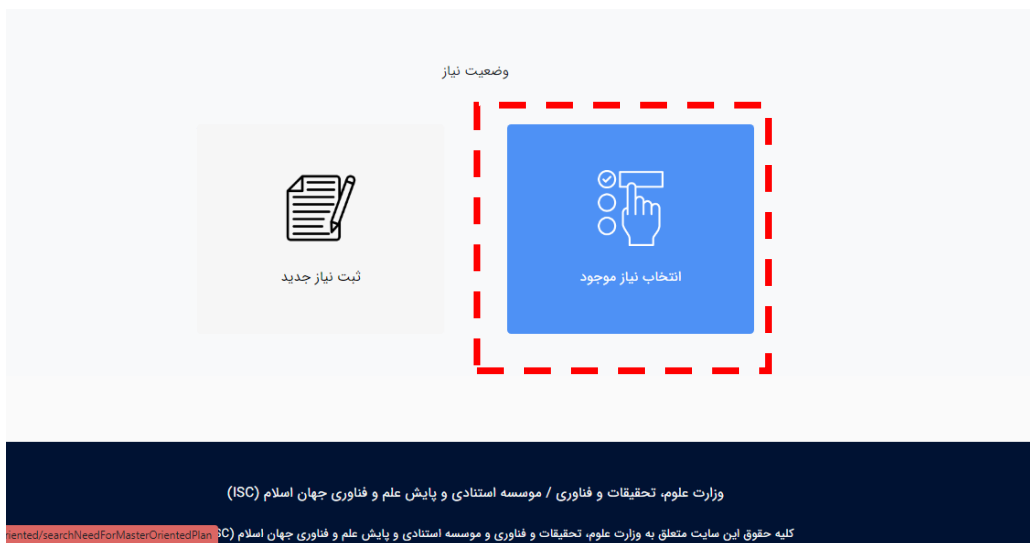 وضعیت نیاز
انتخاب نیاز موجود
ثبت نیاز جدید
وزارت علوم، تحقیقات و فناوری / موسسه استنادی و پایش علم و فناوری جهان اسلام (ISC)
کلیه حقوق این سایت متعلق به وزارت علوم، تحقیقات و فناوری و موسسه استنادی و پایش علم و فناوری جهان اسلام
riented/searchNeedForMasterOrientedPlan